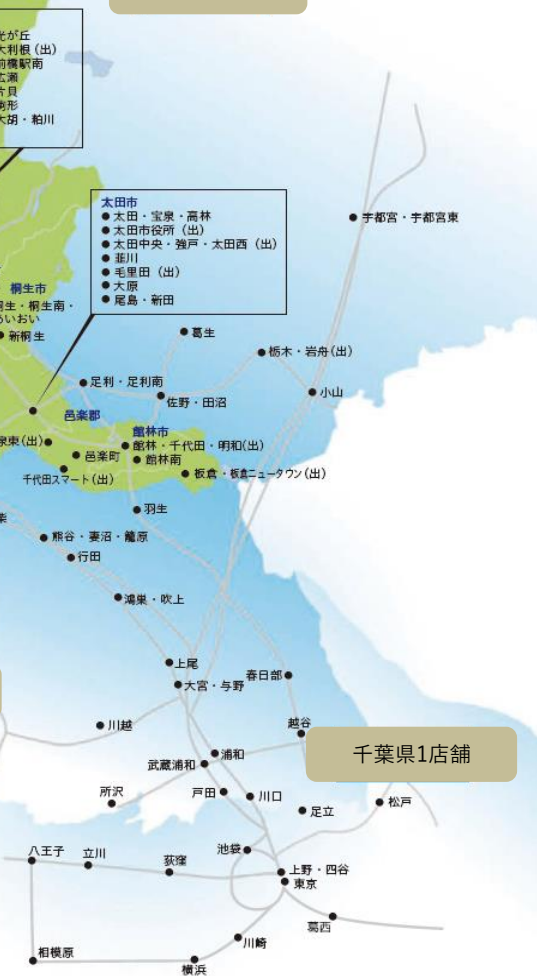 光が丘
大利根(出)
前橋駅南
広瀬
片貝
駒形
大胡・粕川
太田市
● 太田・宝泉・高林
● 太田市役所(出)
● 太田中央・強戸・太田西(出)
● 韮川
● 毛里田(出)
● 大原
● 尾島・新田
宇都宮・宇都宮東
桐生市
桐生・桐生南・
あいおい
新桐生
葛生
栃木・岩舟(出)
足利・足利南
佐野・田沼
小山
邑楽郡
館林市
泉東(出)
館林・千代田・明和(出)
邑楽町
館林南
千代田スマート(出)
板倉・板倉ニュータウン(出)
羽生
熊谷・妻沼・籠原
行田
鴻巣・吹上
上尾
春日部
大宮・与野
川越
越谷
千葉県1店舗
浦和
武蔵浦和
所沢
戸田
川口
足立
松戸
八王子
立川
荻窪
池袋
上野・四谷
東京
葛西
川崎
相模原
横浜